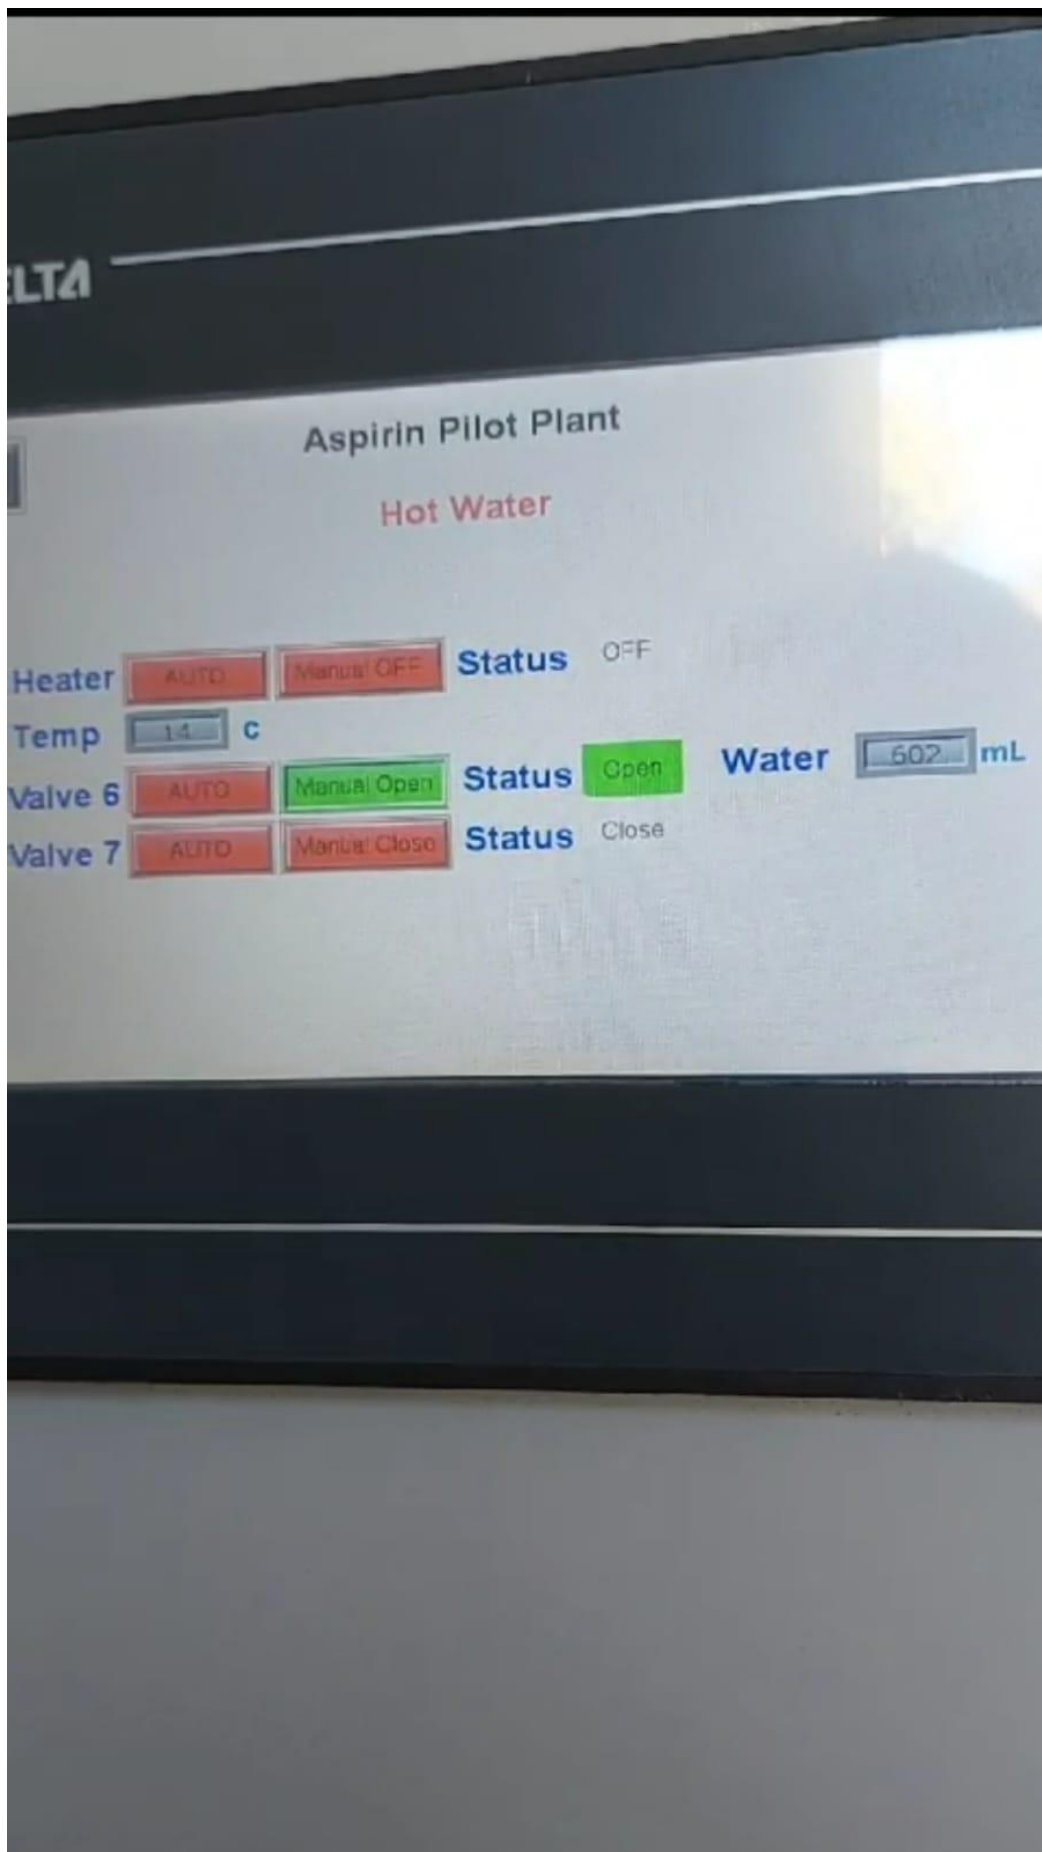 ELTA
Aspirin Pilot Plant
Hot Water
Heater AUTO Manual OFF Status OFF
Temp 14 c
Valve 6 AUTO Manual Open Status Open Water 602 mL
Valve 7 AUTO Manual Close Status Close